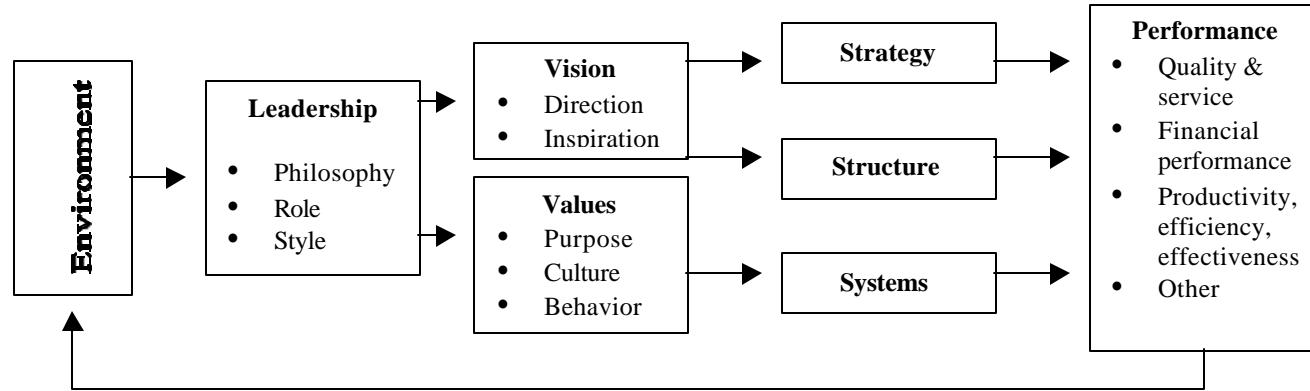 Environment
Leadership
• Philosophy
• Role
• Style
Vision
• Direction
• Inspiration
Values
• Purpose
• Culture
• Behavior
Strategy
Structure
Systems
Performance
• Quality &
service
• Financial
performance
• Productivity,
efficiency,
effectiveness
• Other